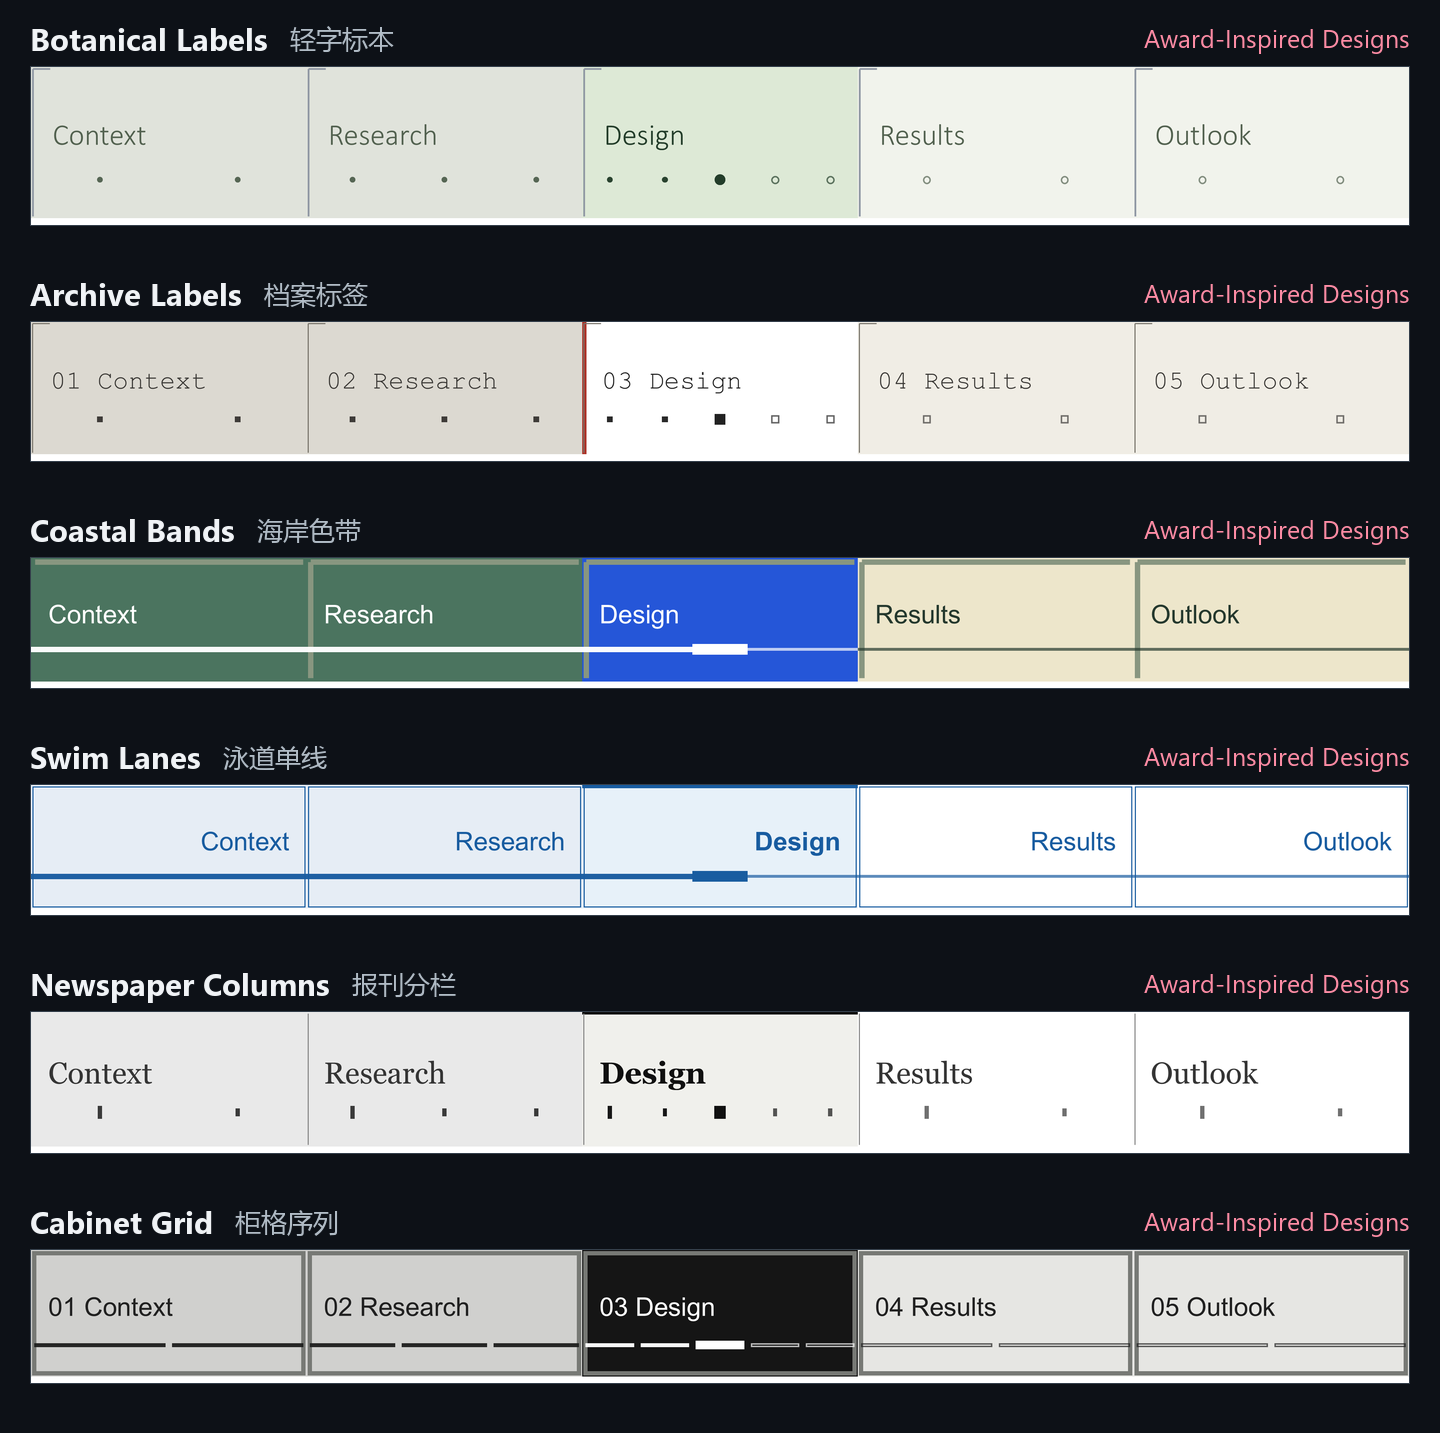 Botanical Labels 轻字标本 Award-Inspired Designs
Context Research Design Results Outlook
Archive Labels 档案标签 Award-Inspired Designs
01 Context 02 Research 03 Design 04 Results 05 Outlook
Coastal Bands 海岸色带 Award-Inspired Designs
Context Research Design Results Outlook
Swim Lanes 泳道单线 Award-Inspired Designs
Context Research Design Results Outlook
Newspaper Columns 报刊分栏 Award-Inspired Designs
Context Research Design Results Outlook
Cabinet Grid 柜格序列 Award-Inspired Designs
01 Context 02 Research 03 Design 04 Results 05 Outlook